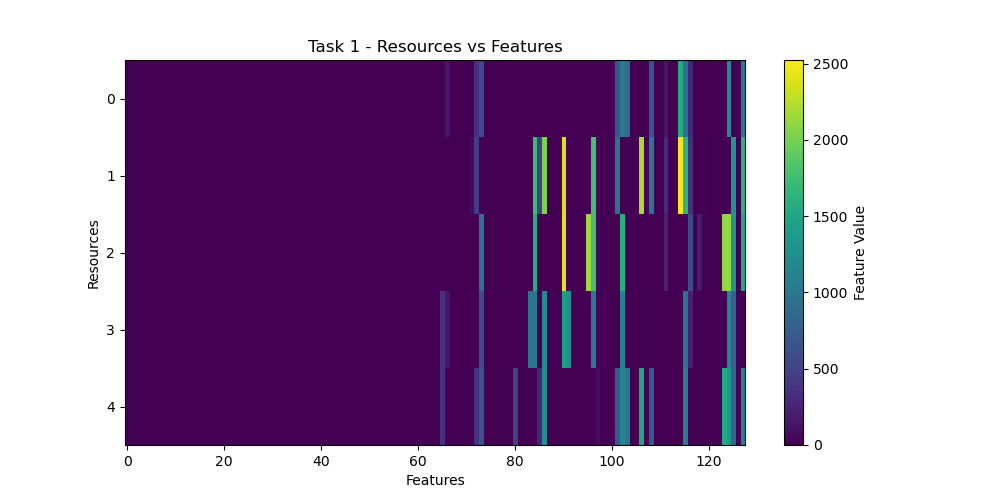 Task 1 - Resources vs Features
Resources
0
1
2
3
4
0 20 40 60 80 100 120
Features
2500
2000
1500
1000
500
0
Feature Value